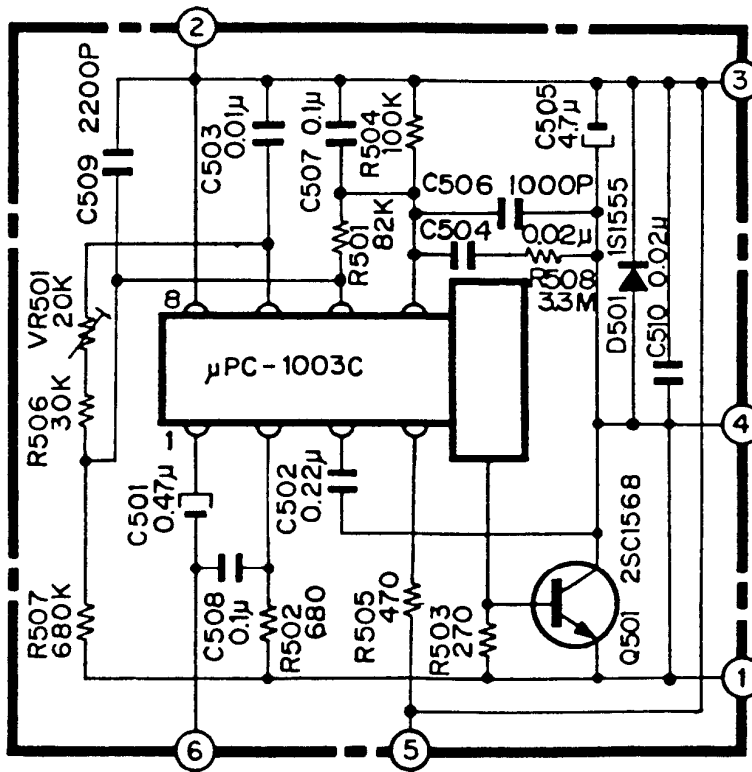 2
3
C509 2200P
C503 0.01µ
C507 0.1µ
R504 100K
C505 4.7µ
C506 1000P
C504 0.02µ
R501 82K
R508 3.3M
1S1555
D501
C510 0.02µ
VR501 20K
R506 30K
8
µPC-1003C
1
4
C501 0.47µ
C502 0.22µ
2SC1568
Q501
R507 680K
C508 0.1µ
R502 680
R505 470
R503 270
1
6
5